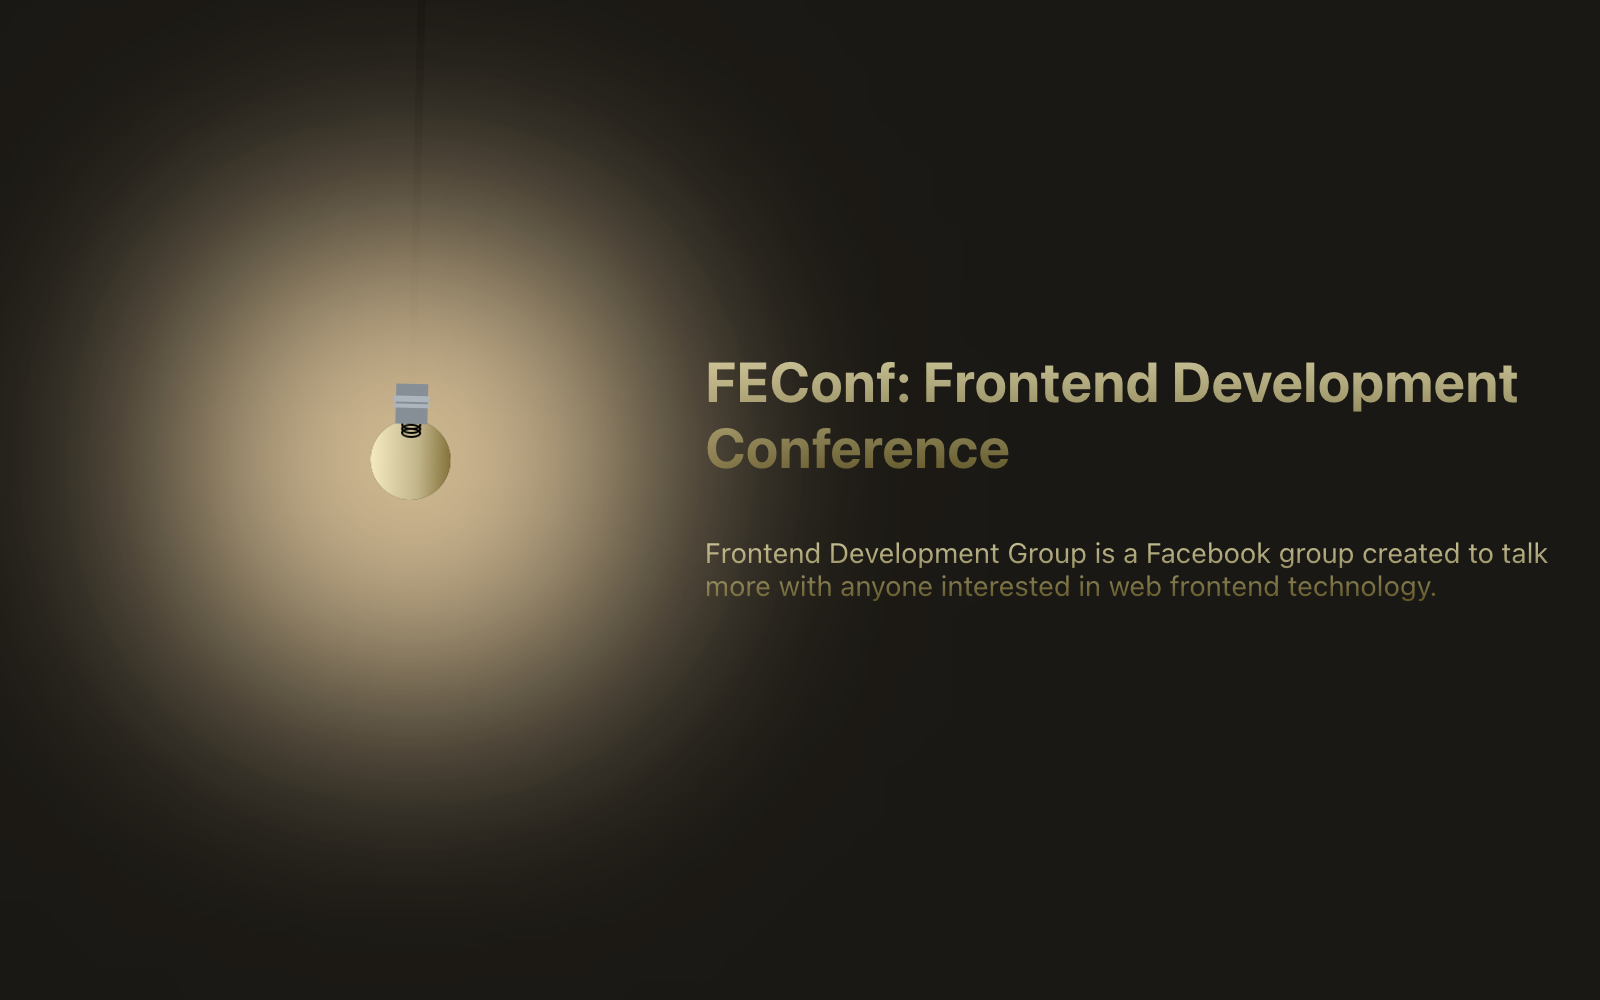 FEConf: Frontend Development
Conference
Frontend Development Group is a Facebook group created to talk
more with anyone interested in web frontend technology.